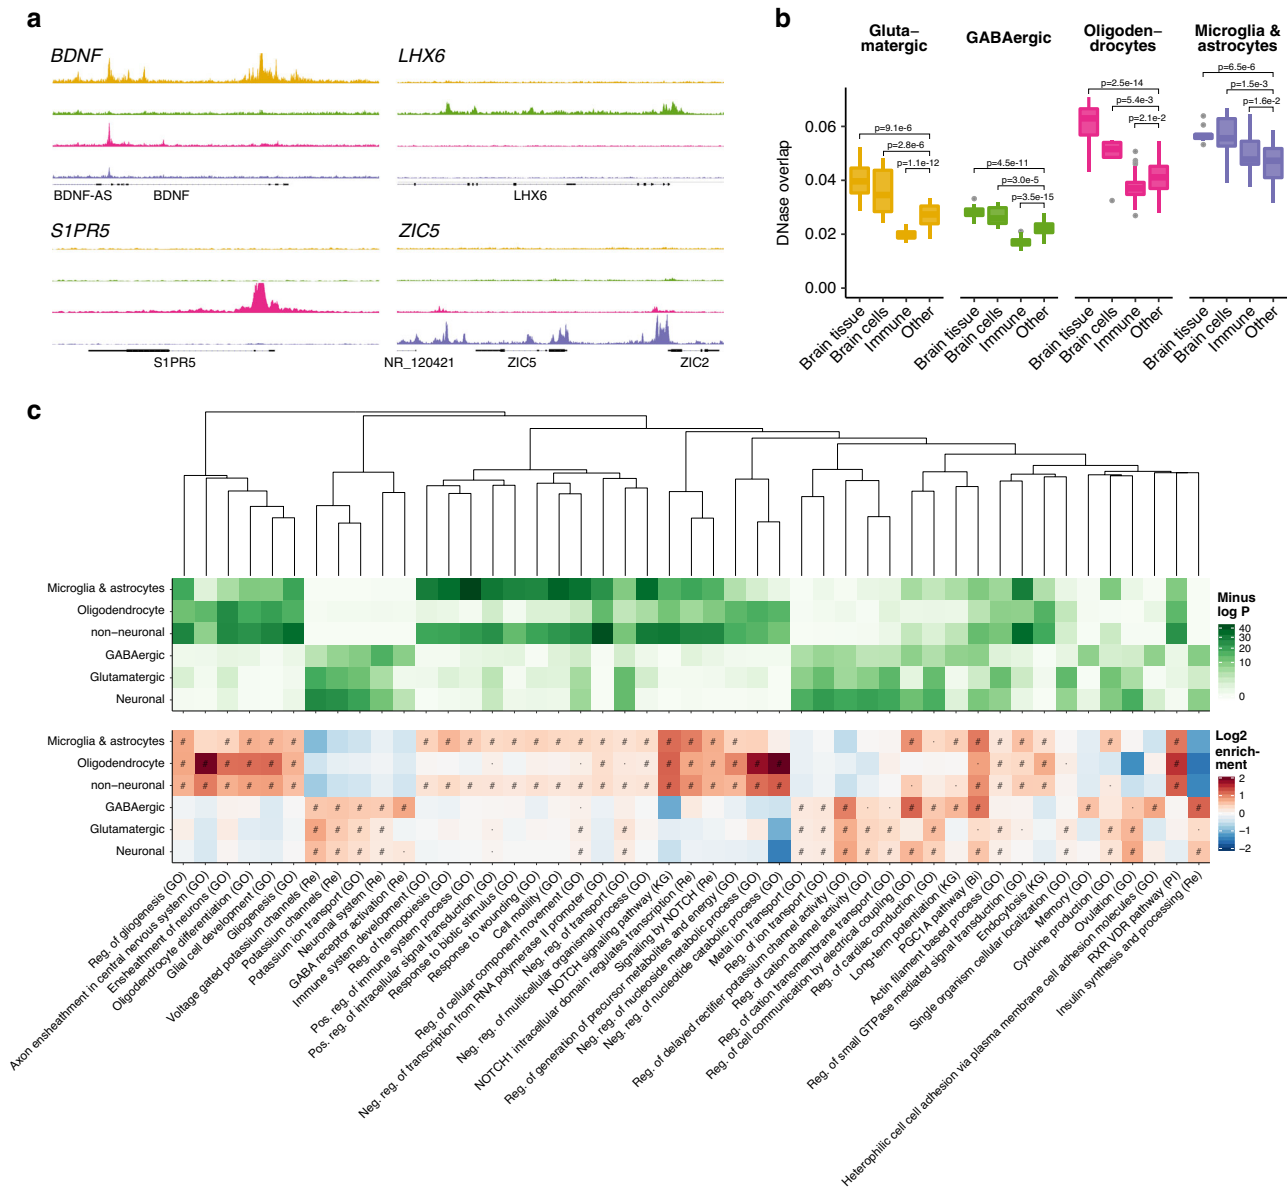 a
BDNF
LHX6
BDNF-AS
BDNF
LHX6
S1PR5
ZIC5
S1PR5
NR_120421
ZIC5
ZIC2
b
Gluta–
matergic
GABAergic
Oligoden–
drocytes
Microglia &
astrocytes
DNase overlap
0.06
0.04
0.02
0.00
p=9.1e-6
p=2.8e-6
p=1.1e-12
p=4.5e-11
p=3.0e-5
p=3.5e-15
p=2.5e-14
p=5.4e-3
p=2.1e-2
p=6.5e-6
p=1.5e-3
p=1.6e-2
Brain tissue
Brain cells
Immune
Other
Brain tissue
Brain cells
Immune
Other
Brain tissue
Brain cells
Immune
Other
Brain tissue
Brain cells
Immune
Other
c
Microglia & astrocytes
Oligodendrocyte
non–neuronal
GABAergic
Glutamatergic
Neuronal
Minus
log P
40
30
20
10
0
Microglia & astrocytes
Oligodendrocyte
non–neuronal
GABAergic
Glutamatergic
Neuronal
Log2
enrich-
ment
2
1
0
−1
−2
Reg. of gliogenesis (GO)
Axon ensheathment in central nervous system (GO)
Ensheathment of neurons (GO)
Oligodendrocyte differentiation (GO)
Glial cell development (GO)
Gliogenesis (GO)
Voltage gated potassium channels (Re)
Potassium channels (Re)
Potassium ion transport (GO)
Neuronal system (Re)
GABA receptor activation (Re)
Immune system development (GO)
Reg. of hemopoiesis (GO)
Pos. reg. of immune system process (GO)
Pos. reg. of intracellular signal transduction (GO)
Response to biotic stimulus (GO)
Response to wounding (GO)
Cell motility (GO)
Reg. of cellular component movement (GO)
Neg. reg. of transcription from RNA polymerase II promoter (GO)
Neg. reg. of transport (GO)
Neg. reg. of multicellular organismal process (GO)
NOTCH signaling pathway (KG)
NOTCH1 intracellular domain regulates transcription (Re)
Signaling by NOTCH (Re)
Reg. of generation of precursor metabolites and energy (GO)
Neg. reg. of nucleoside metabolic process (GO)
Neg. reg. of nucleotide catabolic process (GO)
Metal ion transport (GO)
Reg. of ion transport (GO)
Reg. of delayed rectifier potassium channel activity (GO)
Reg. of cation channel activity (GO)
Reg. of cation transmembrane transport (GO)
Reg. of cell communication by electrical coupling (GO)
Reg. of cardiac conduction (GO)
Long-term potentiation (KG)
PGC1A pathway (Bi)
Actin filament based process (GO)
Reg. of small GTPase mediated signal transduction (GO)
Endocytosis (KG)
Single organism cellular localization (GO)
Memory (GO)
Cytokine production (GO)
Ovulation (GO)
Heterophilic cell cell adhesion via plasma membrane cell adhesion molecules (GO)
RXR VDR pathway (PI)
Insulin synthesis and processing (Re)